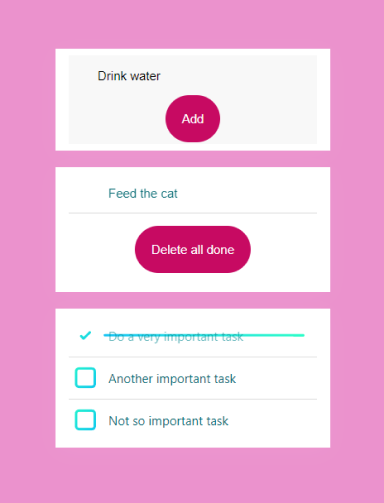 Drink water
Add
Feed the cat
Delete all done
Do a very important task
Another important task
Not so important task